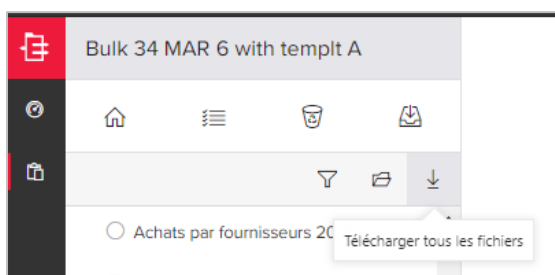 Bulk 34 MAR 6 with templt A
Achats par fournisseurs 20
Télécharger tous les fichiers